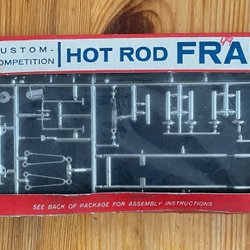 CUSTOM-
COMPETITION
HOT ROD FRA
SEE BACK OF PACKAGE FOR ASSEMBLY INSTRUCTIONS